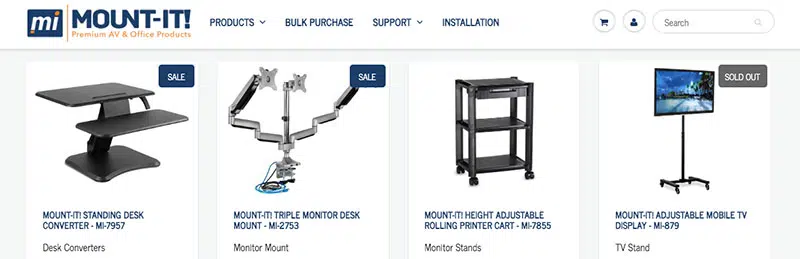 mi MOUNT-IT!
Premium AV & Office Products
PRODUCTS BULK PURCHASE SUPPORT INSTALLATION Search
SALE SALE SOLD OUT
MOUNT-IT! STANDING DESK
CONVERTER - MI-7957
Desk Converters
MOUNT-IT! TRIPLE MONITOR DESK
MOUNT - MI-2753
Monitor Mount
MOUNT-IT! HEIGHT ADJUSTABLE
ROLLING PRINTER CART - MI-7855
Monitor Stands
MOUNT-IT! ADJUSTABLE MOBILE TV
DISPLAY - MI-879
TV Stand